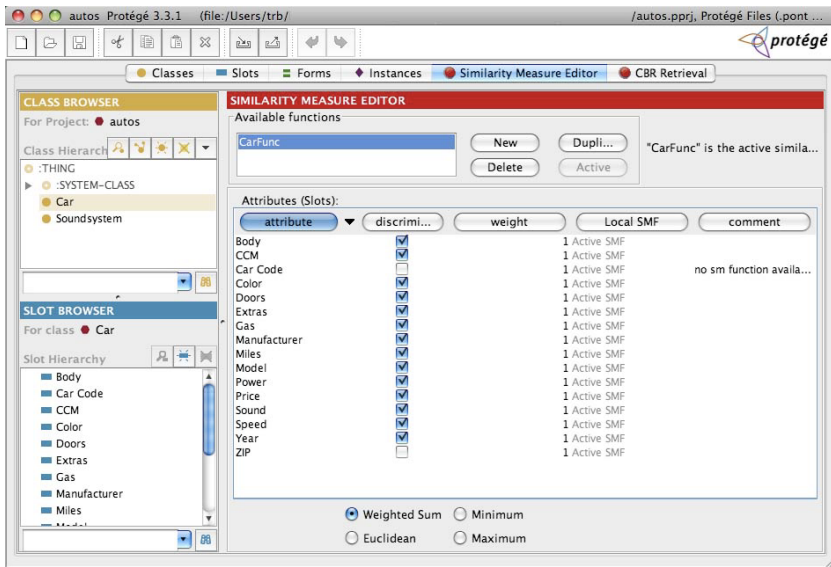 autos Protégé 3.3.1 (file:/Users/trb/ /autos.pprj, Protégé Files (.pont ...
protégé
Classes Slots Forms Instances Similarity Measure Editor CBR Retrieval
CLASS BROWSER
For Project: autos
Class Hierarch
:THING
:SYSTEM-CLASS
Car
Soundsystem
SLOT BROWSER
For class Car
Slot Hierarchy
Body
Car Code
CCM
Color
Doors
Extras
Gas
Manufacturer
Miles
SIMILARITY MEASURE EDITOR
Available functions
CarFunc
New Dupli...
Delete Active
"CarFunc" is the active simila...
Attributes (Slots):
attribute discrimi... weight Local SMF comment
Body 1 Active SMF
CCM 1 Active SMF
Car Code 1 Active SMF no sm function availa...
Color 1 Active SMF
Doors 1 Active SMF
Extras 1 Active SMF
Gas 1 Active SMF
Manufacturer 1 Active SMF
Miles 1 Active SMF
Model 1 Active SMF
Power 1 Active SMF
Price 1 Active SMF
Sound 1 Active SMF
Speed 1 Active SMF
Year 1 Active SMF
ZIP 1 Active SMF
Weighted Sum Minimum
Euclidean Maximum